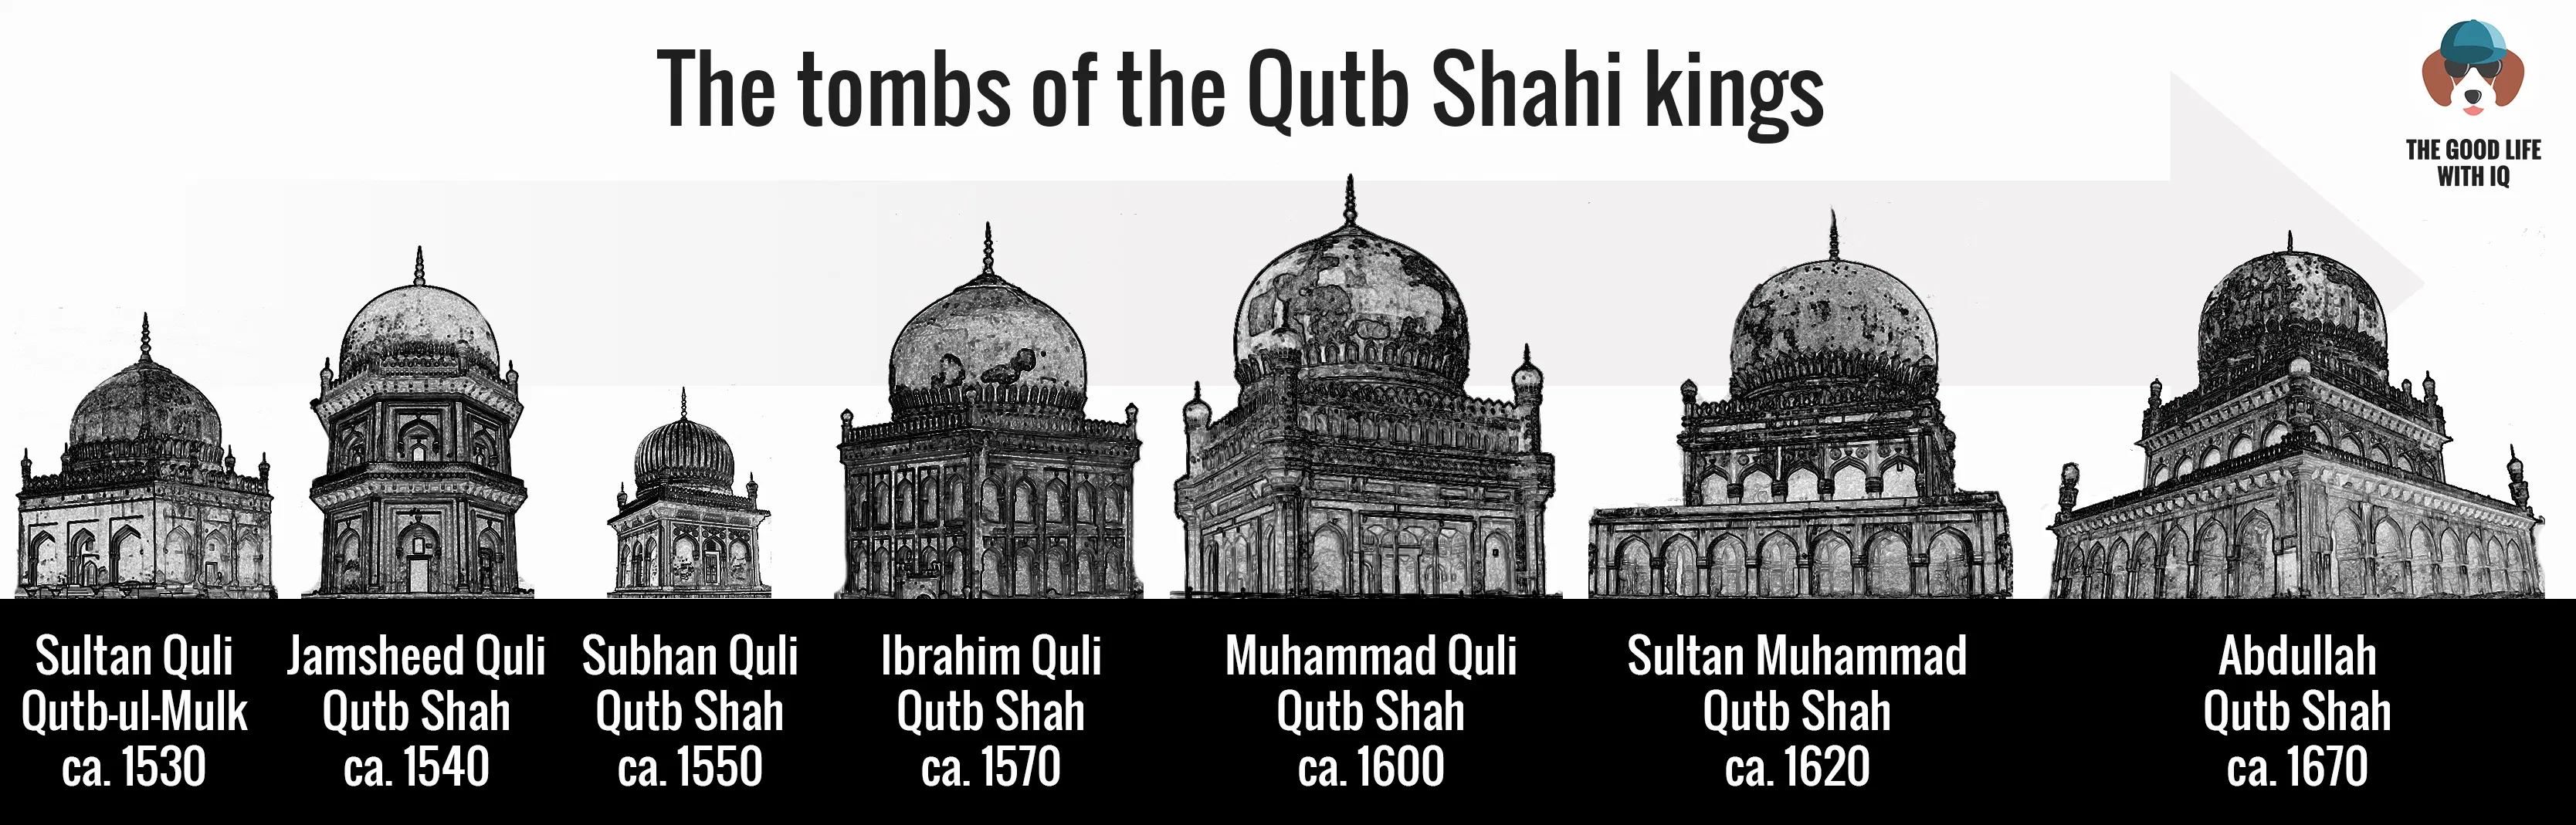 The tombs of the Qutb Shahi kings
THE GOOD LIFE
WITH IQ
Sultan Quli
Qutb-ul-Mulk
ca. 1530
Jamsheed Quli
Qutb Shah
ca. 1540
Subhan Quli
Qutb Shah
ca. 1550
Ibrahim Quli
Qutb Shah
ca. 1570
Muhammad Quli
Qutb Shah
ca. 1600
Sultan Muhammad
Qutb Shah
ca. 1620
Abdullah
Qutb Shah
ca. 1670